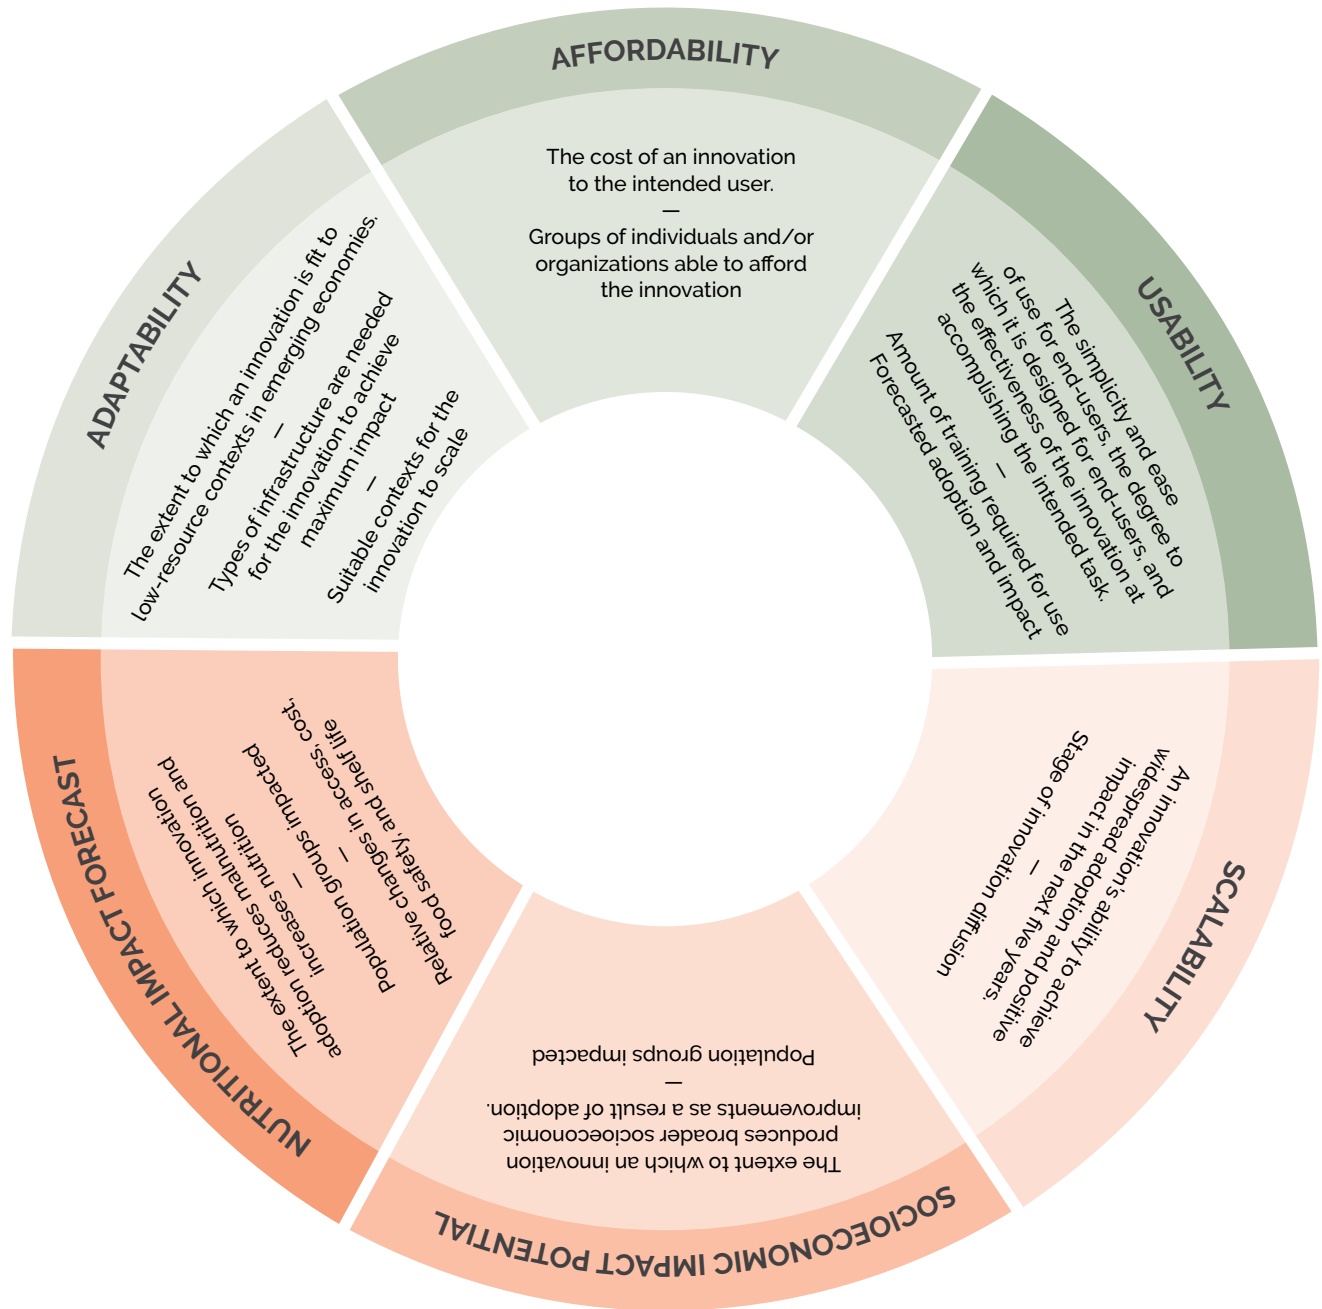 AFFORDABILITY
The cost of an innovation
to the intended user.
—
Groups of individuals and/or
organizations able to afford
the innovation
USABILITY
The simplicity and ease
of use for end-users, the degree to
which it is designed for end-users, and
the effectiveness of the innovation at
accomplishing the intended task.
—
Amount of training required for use
Forecasted adoption and impact
SCALABILITY
An innovation's ability to achieve
widespread adoption and positive
impact in the next five years.
—
Stage of innovation diffusion
SOCIOECONOMIC IMPACT POTENTIAL
The extent to which an innovation
produces broader socioeconomic
improvements as a result of adoption.
—
Population groups impacted
NUTRITIONAL IMPACT FORECAST
The extent to which innovation
adoption reduces malnutrition and
increases nutrition
—
Population groups impacted
—
Relative changes in access, cost,
food safety, and shelf life
ADAPTABILITY
The extent to which an innovation is fit to
low-resource contexts in emerging economies.
—
Types of infrastructure are needed
for the innovation to achieve
maximum impact
—
Suitable contexts for the
innovation to scale